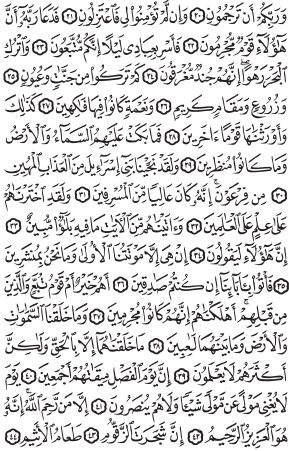 وَرَبِّكُمْ أَن تَرْجُمُونِ ٢٠ وَإِن لَّمْ تُؤْمِنُوا۟ لِى فَٱعْتَزِلُونِ ٢١ فَدَعَا رَبَّهُۥٓ أَنَّ
هَٰٓؤُلَآءِ قَوْمٌ مُّجْرِمُونَ ٢٢ فَأَسْرِ بِعِبَادِى لَيْلًا إِنَّكُم مُّتَّبَعُونَ ٢٣ وَٱتْرُكِ
ٱلْبَحْرَ رَهْوًا إِنَّهُمْ جُندٌ مُّغْرَقُونَ ٢٤ كَمْ تَرَكُوا۟ مِن جَنَّٰتٍ وَعُيُونٍ ٢٥
وَزُرُوعٍ وَمَقَامٍ كَرِيمٍ ٢٦ وَنَعْمَةٍ كَانُوا۟ فِيهَا فَٰكِهِينَ ٢٧ كَذَٰلِكَ
وَأَوْرَثْنَٰهَا قَوْمًا ءَاخَرِينَ ٢٨ فَمَا بَكَتْ عَلَيْهِمُ ٱلسَّمَآءُ وَٱلْأَرْضُ
وَمَا كَانُوا۟ مُنظَرِينَ ٢٩ وَلَقَدْ نَجَّيْنَا بَنِىٓ إِسْرَٰٓءِيلَ مِنَ ٱلْعَذَابِ ٱلْمُهِينِ
٣٠ مِن فِرْعَوْنَ إِنَّهُۥ كَانَ عَالِيًا مِّنَ ٱلْمُسْرِفِينَ ٣١ وَلَقَدِ ٱخْتَرْنَٰهُمْ
عَلَىٰ عِلْمٍ عَلَى ٱلْعَٰلَمِينَ ٣٢ وَءَاتَيْنَٰهُم مِّنَ ٱلْءَايَٰتِ مَا فِيهِ بَلَٰٓؤٌا۟ مُّبِينٌ ٣٣
إِنَّ هَٰٓؤُلَآءِ لَيَقُولُونَ ٣٤ إِنْ هِىَ إِلَّا مَوْتَتُنَا ٱلْأُولَىٰ وَمَا نَحْنُ بِمُنشَرِينَ
٣٥ فَأْتُوا۟ بِـَٔابَآئِنَآ إِن كُنتُمْ صَٰدِقِينَ ٣٦ أَهُمْ خَيْرٌ أَمْ قَوْمُ تُبَّعٍ وَٱلَّذِينَ
مِن قَبْلِهِمْ أَهْلَكْنَٰهُمْ إِنَّهُمْ كَانُوا۟ مُجْرِمِينَ ٣٧ وَمَا خَلَقْنَا ٱلسَّمَٰوَٰتِ
وَٱلْأَرْضَ وَمَا بَيْنَهُمَا لَٰعِبِينَ ٣٨ مَا خَلَقْنَٰهُمَآ إِلَّا بِٱلْحَقِّ وَلَٰكِنَّ
أَكْثَرَهُمْ لَا يَعْلَمُونَ ٣٩ إِنَّ يَوْمَ ٱلْفَصْلِ مِيقَٰتُهُمْ أَجْمَعِينَ ٤٠ يَوْمَ
لَا يُغْنِى مَوْلًى عَن مَّوْلًى شَيْـًٔا وَلَا هُمْ يُنصَرُونَ ٤١ إِلَّا مَن رَّحِمَ ٱللَّهُ إِنَّهُۥ
هُوَ ٱلْعَزِيزُ ٱلرَّحِيمُ ٤٢ إِنَّ شَجَرَتَ ٱلزَّقُّومِ ٤٣ طَعَامُ ٱلْأَثِيمِ ٤٤